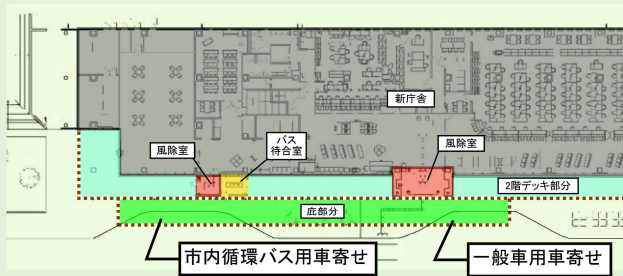 新庁舎
風除室
バス
待合室
風除室
2階デッキ部分
庇部分
市内循環バス用車寄せ
一般車用車寄せ